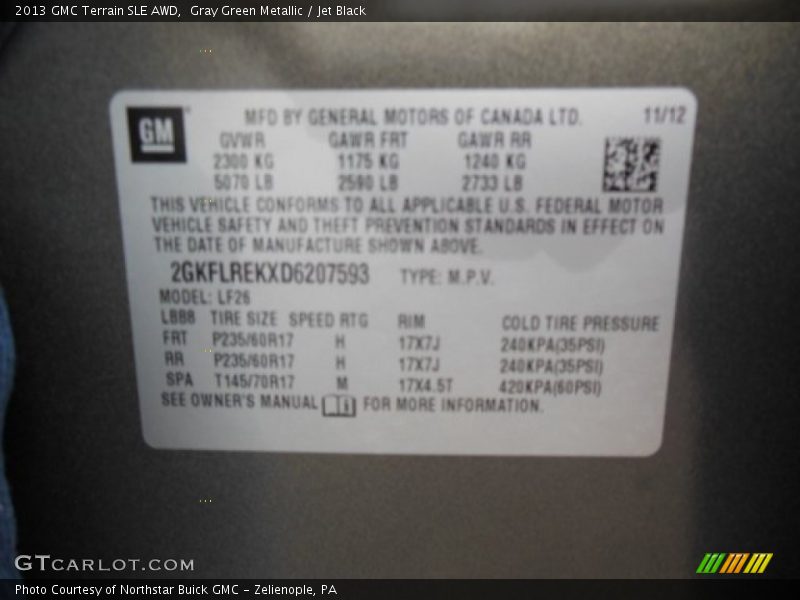 2013 GMC Terrain SLE AWD,  Gray Green Metallic / Jet Black
GM
MFD BY GENERAL MOTORS OF CANADA LTD. 11/12
GVWR GAWR FRT GAWR RR
2300 KG 1175 KG 1240 KG
5070 LB 2590 LB 2733 LB
THIS VEHICLE CONFORMS TO ALL APPLICABLE U.S. FEDERAL MOTOR
VEHICLE SAFETY AND THEFT PREVENTION STANDARDS IN EFFECT ON
THE DATE OF MANUFACTURE SHOWN ABOVE.
2GKFLREKXD6207593 TYPE: M.P.V.
MODEL: LF26
LBBB TIRE SIZE SPEED RTG RIM COLD TIRE PRESSURE
FRT P235/60R17 H 17X7J 240KPA(35PSI)
RR P235/60R17 H 17X7J 240KPA(35PSI)
SPA T145/70R17 M 17X4.5T 420KPA(60PSI)
SEE OWNER'S MANUAL FOR MORE INFORMATION.
GTCARLOT.COM
Photo Courtesy of Northstar Buick GMC - Zelienople, PA